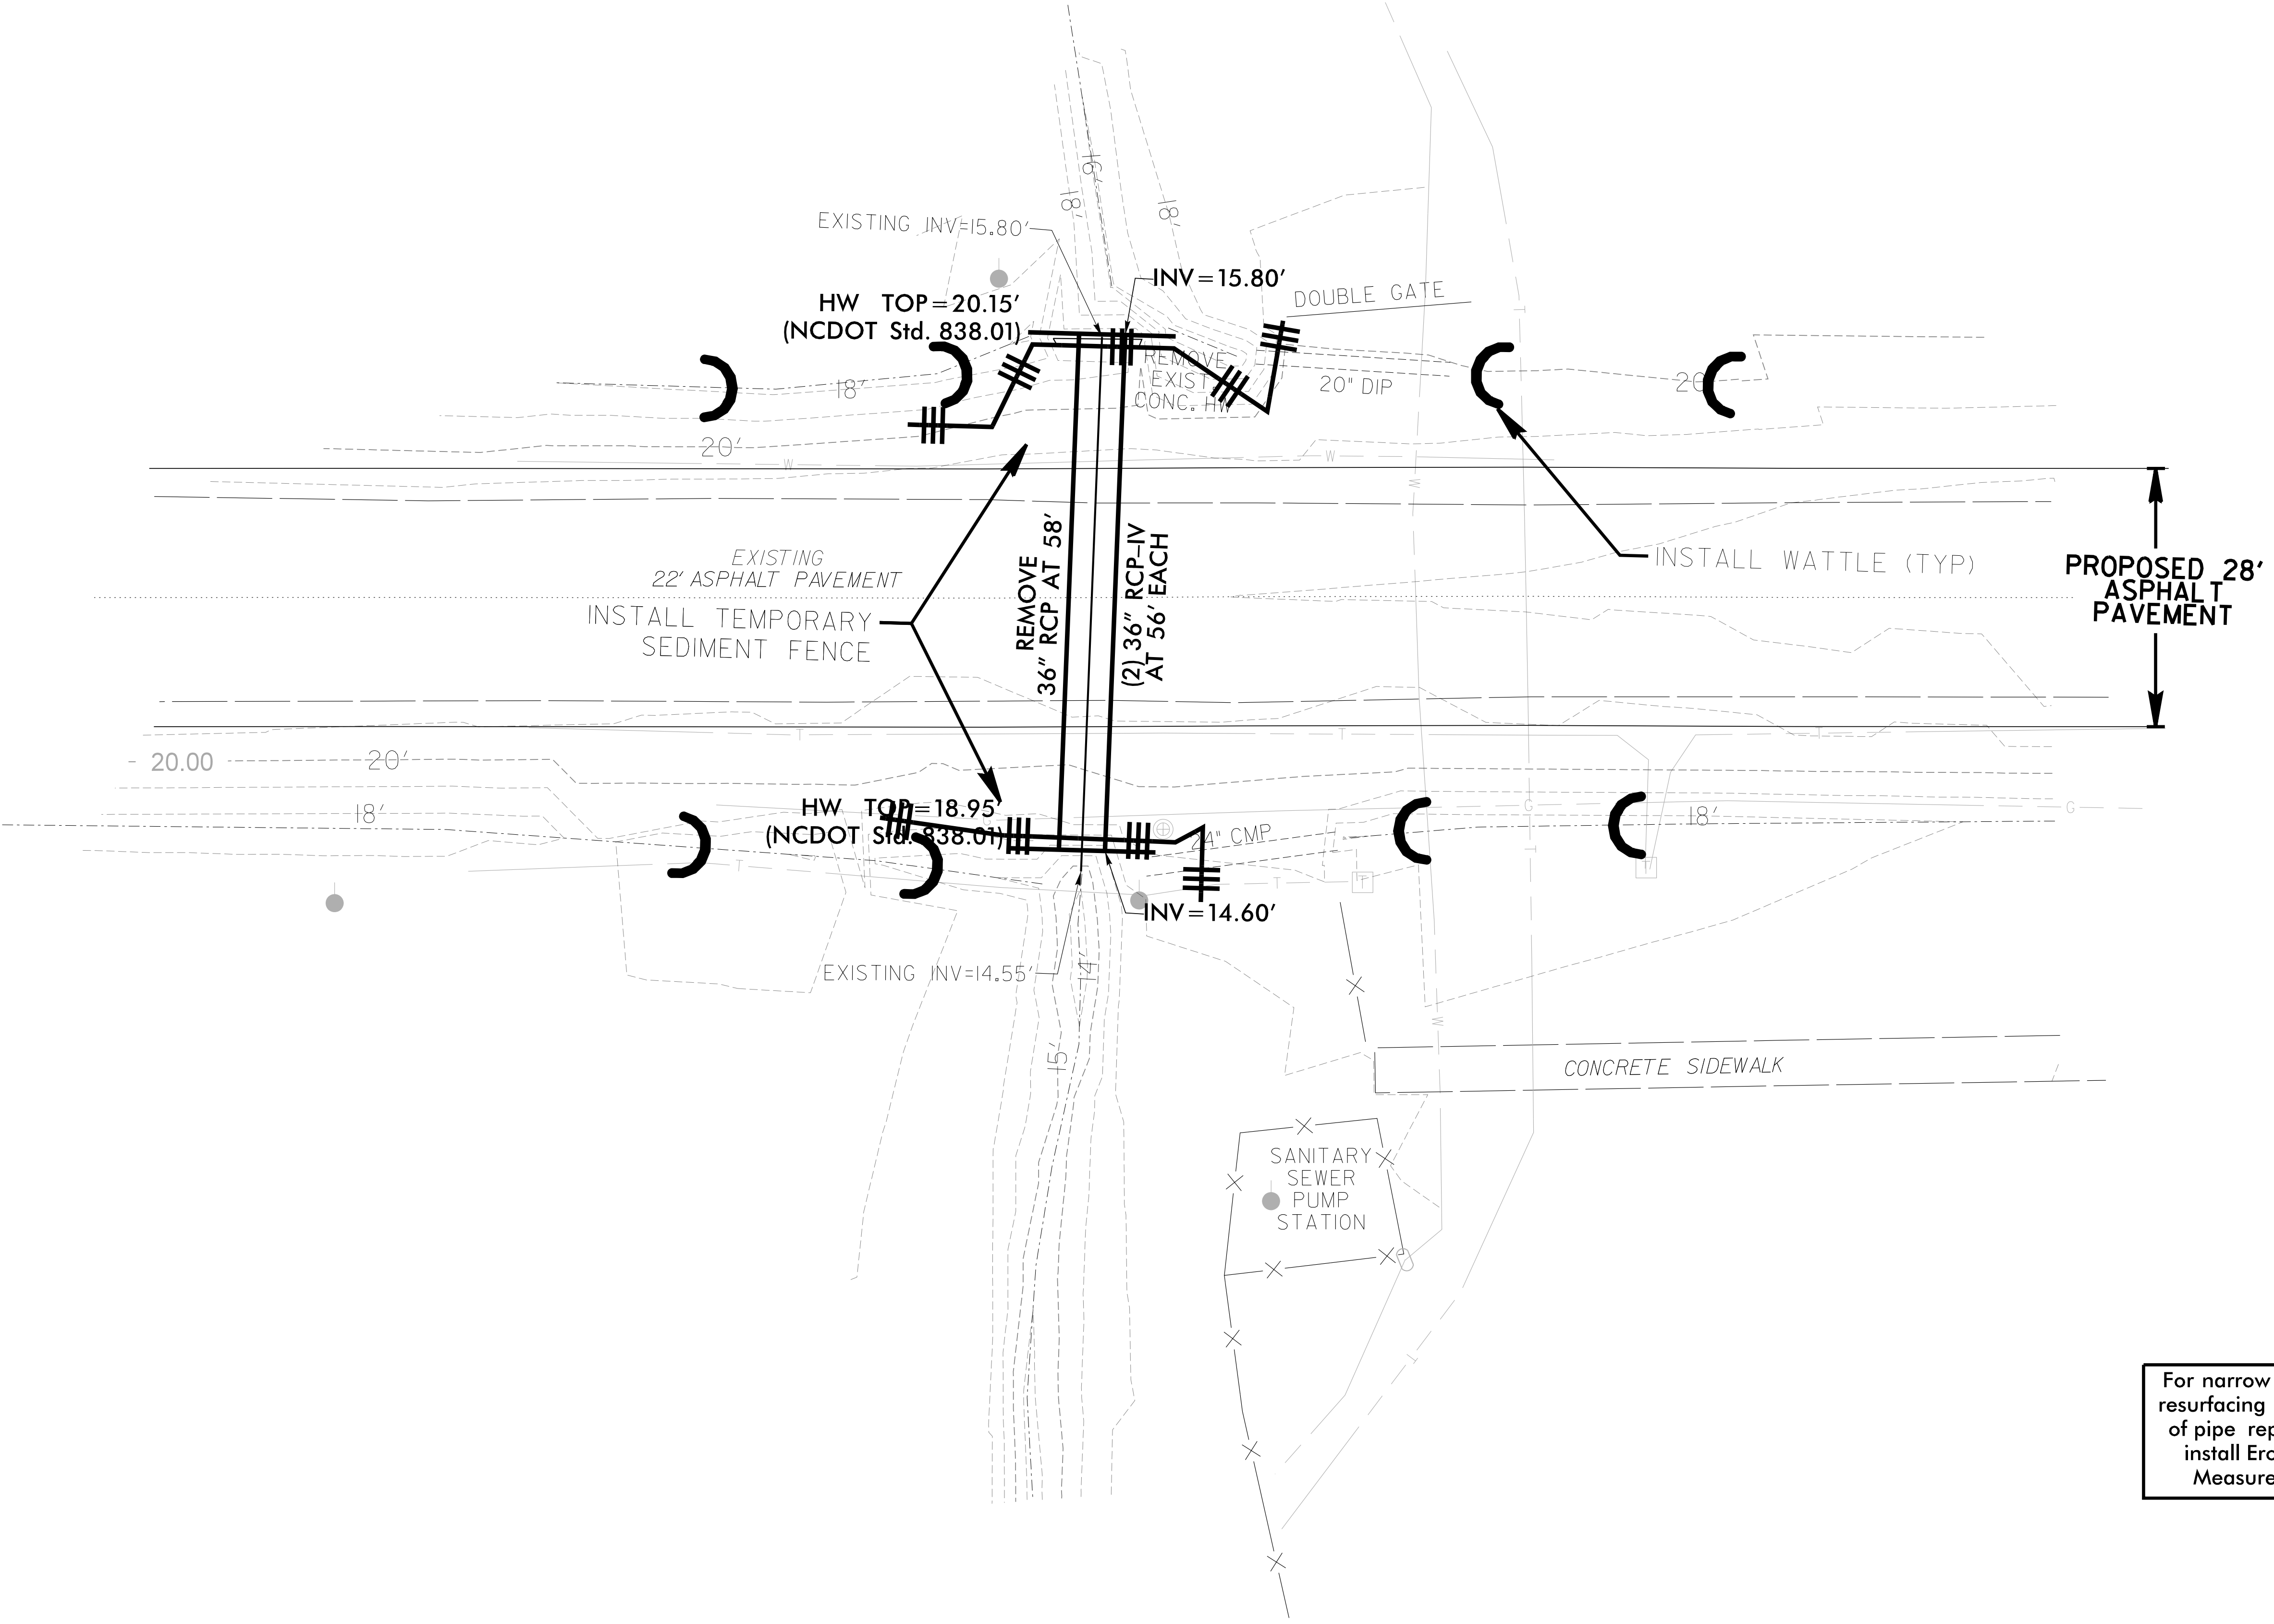 16'
18'
18'
EXISTING INV=15.80'
INV=15.80'
HW TOP=20.15'
(NCDOT Std. 838.01)
DOUBLE GATE
REMOVE
EXIST.
CONC. HW
20" DIP
18'
20'
20'
W
W
W
T
EXISTING
22' ASPHALT PAVEMENT
INSTALL TEMPORARY
SEDIMENT FENCE
REMOVE
36" RCP AT 58'
(2) 36" RCP-IV
AT 56' EACH
INSTALL WATTLE (TYP)
PROPOSED 28'
ASPHALT
PAVEMENT
T
T
T
20.00
20'
18'
HW TOP=18.95'
(NCDOT Std. 838.01)
24" CMP
G
G
18'
T
T
T
T
T
T
INV=14.60'
EXISTING INV=14.55'
14'
W
15'
CONCRETE SIDEWALK
SANITARY
SEWER
PUMP
STATION
T
For narrow
resurfacing
of pipe rep
install Ero
Measure